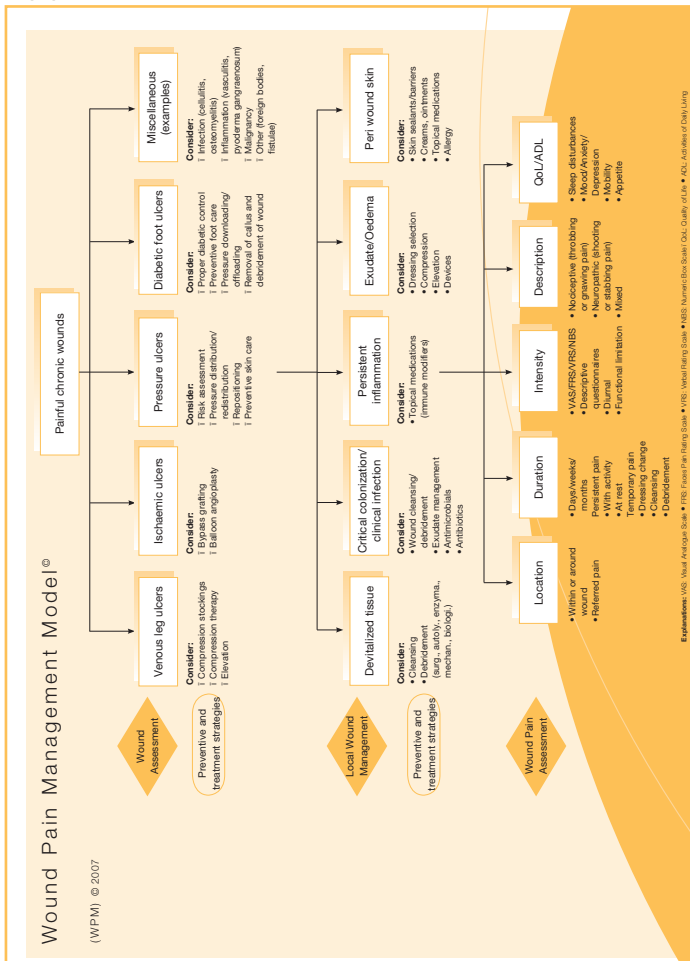 Wound Pain Management Model©
(WPM) © 2007
Painful chronic wounds
Wound
Assessment
Venous leg ulcers
Ischaemic ulcers
Pressure ulcers
Diabetic foot ulcers
Miscellaneous
(examples)
Preventive and
treatment strategies
Consider:
ï Compression stockings
ï Compression therapy
ï Elevation
Consider:
ï Bypass grafting
ï Balloon angioplasty
Consider:
ï Risk assessment
ï Pressure distribution/
redistribution
ï Repositioning
ï Preventive skin care
Consider:
ï Proper diabetic control
ï Preventive foot care
ï Pressure downloading/
offloading
ï Removal of callus and
debridement of wound
Consider:
ï Infection (cellulitis,
osteomyelitis)
ï Inflammation (vasculitis,
pyoderma gangraenosum)
ï Malignancy
ï Other (foreign bodies,
fistulae)
Local Wound
Management
Devitalized tissue
Critical colonization/
clinical infection
Persistent
inflammation
Exudate/Oedema
Peri wound skin
Preventive and
treatment strategies
Consider:
• Cleansing
• Debridement
(surg., autoly., enzyma.,
mechan., biologi.)
Consider:
• Wound cleansing/
debridement
• Exudate management
• Antimicrobials
• Antibiotics
Consider:
• Topical medications
(immune modifiers)
Consider:
• Dressing selection
• Compression
• Elevation
• Devices
Consider:
• Skin sealants/barriers
• Creams, ointments
• Topical medications
• Allergy
Wound Pain
Assessment
Location
Duration
Intensity
Description
QoL/ADL
• Within or around
wound
• Referred pain
• Days/weeks/
months
Persistent pain
• With activity
• At rest
Temporary pain
• Dressing change
• Cleansing
• Debridement
• VAS/FRS/VRS/NBS
• Descriptive
questionnaires
• Diurnal
• Functional limitation
• Nociceptive (throbbing
or gnawing pain)
• Neuropathic (shooting
or stabbing pain)
• Mixed
• Sleep disturbances
• Mood/Anxiety/
Depression
• Mobility
• Appetite
Explanations: VAS: Visual Analogue Scale • FRS: Faces Pain Rating Scale • VRS: Verbal Rating Scale • NBS: Numeric Box Scale/ QoL: Quality of Life • ADL: Activities of Daily Living